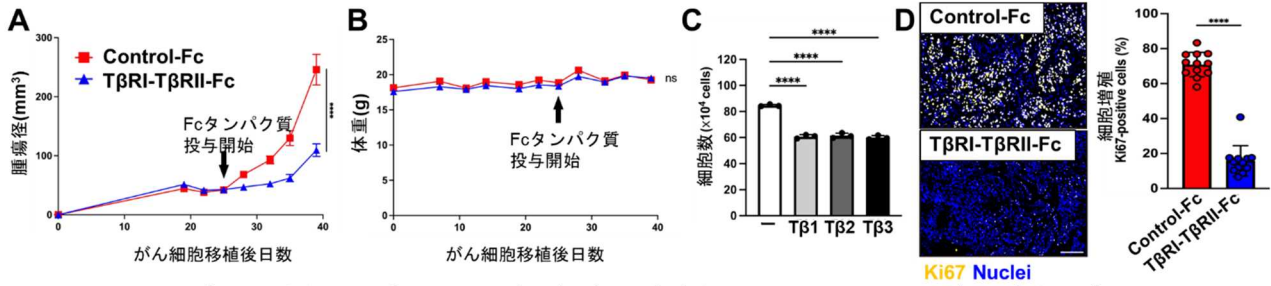 A
腫瘍径(mm³)
300
200
100
0
Control-Fc
TβRI-TβRII-Fc
Fcタンパク質
投与開始
****
0 10 20 30 40
がん細胞移植後日数
B
体重(g)
25
20
15
10
5
0
ns
Fcタンパク質
投与開始
0 10 20 30 40
がん細胞移植後日数
C
細胞数(×10⁴ cells)
120
100
80
60
40
20
0
****
****
****
– Tβ1 Tβ2 Tβ3
D
Control-Fc
TβRI-TβRII-Fc
Ki67 Nuclei
細胞増殖
Ki67-positive cells (%)
100
80
60
40
20
0
****
Control-Fc
TβRI-TβRII-Fc